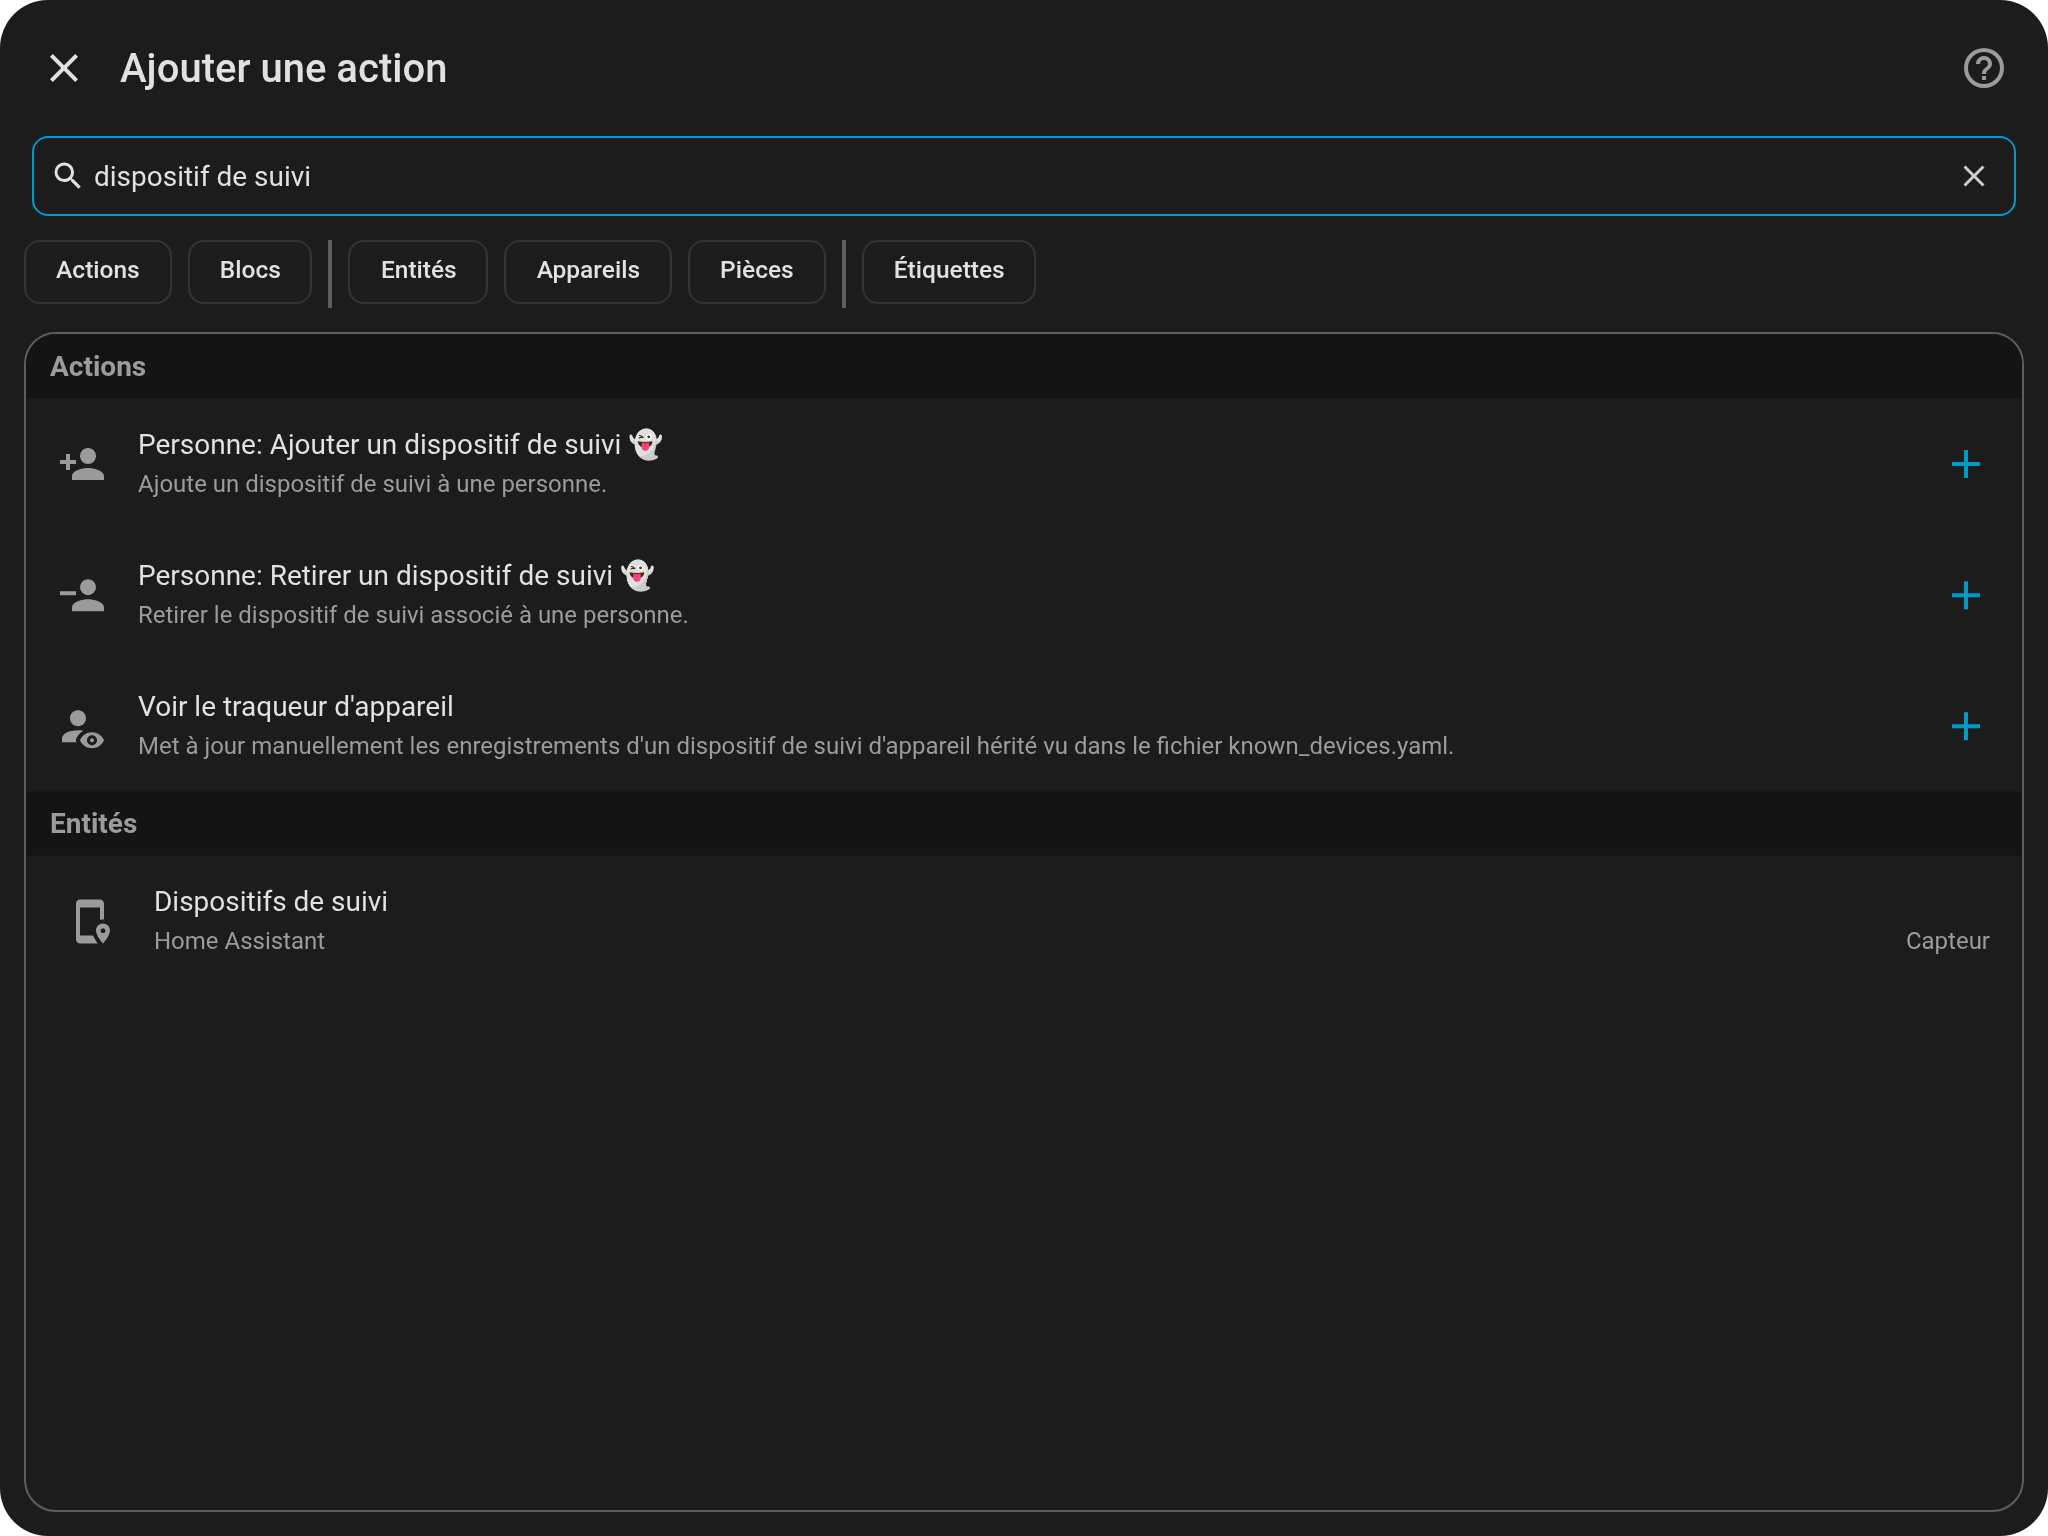 Ajouter une action
dispositif de suivi
Actions
Blocs
Entités
Appareils
Pièces
Étiquettes
Actions
Personne: Ajouter un dispositif de suivi 👻
Ajoute un dispositif de suivi à une personne.
Personne: Retirer un dispositif de suivi 👻
Retirer le dispositif de suivi associé à une personne.
Voir le traqueur d'appareil
Met à jour manuellement les enregistrements d'un dispositif de suivi d'appareil hérité vu dans le fichier known_devices.yaml.
Entités
Dispositifs de suivi
Home Assistant
Capteur